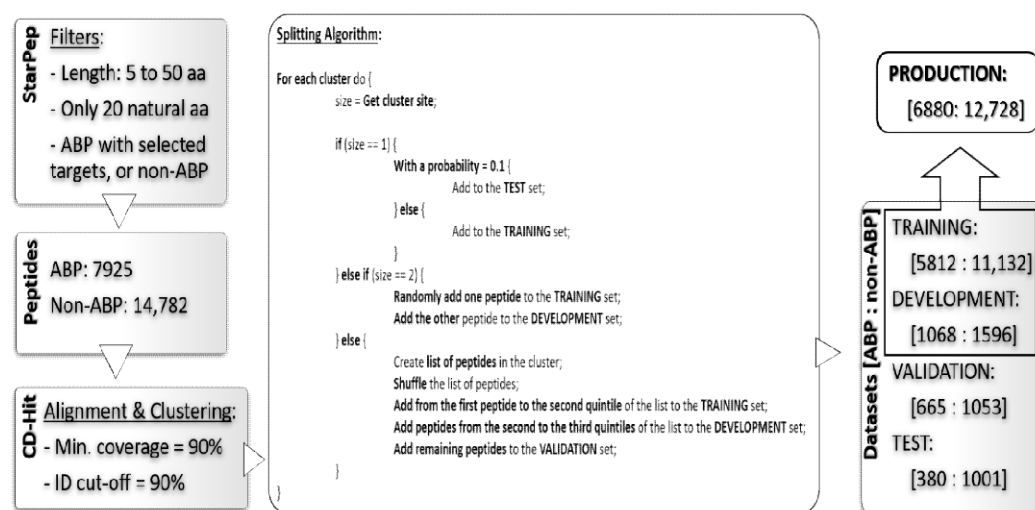 StarPep
Filters:
- Length: 5 to 50 aa
- Only 20 natural aa
- ABP with selected
targets, or non-ABP
Peptides
ABP: 7925
Non-ABP: 14,782
CD-Hit
Alignment & Clustering:
- Min. coverage = 90%
- ID cut-off = 90%
Splitting Algorithm:
For each cluster do {
size = Get cluster site;
if (size == 1) {
With a probability = 0.1 {
Add to the TEST set;
} else {
Add to the TRAINING set;
}
} else if (size == 2) {
Randomly add one peptide to the TRAINING set;
Add the other peptide to the DEVELOPMENT set;
} else {
Create list of peptides in the cluster;
Shuffle the list of peptides;
Add from the first peptide to the second quintile of the list to the TRAINING set;
Add peptides from the second to the third quintiles of the list to the DEVELOPMENT set;
Add remaining peptides to the VALIDATION set;
}
}
PRODUCTION:
[6880: 12,728]
Datasets [ABP : non-ABP]
TRAINING:
[5812 : 11,132]
DEVELOPMENT:
[1068 : 1596]
VALIDATION:
[665 : 1053]
TEST:
[380 : 1001]